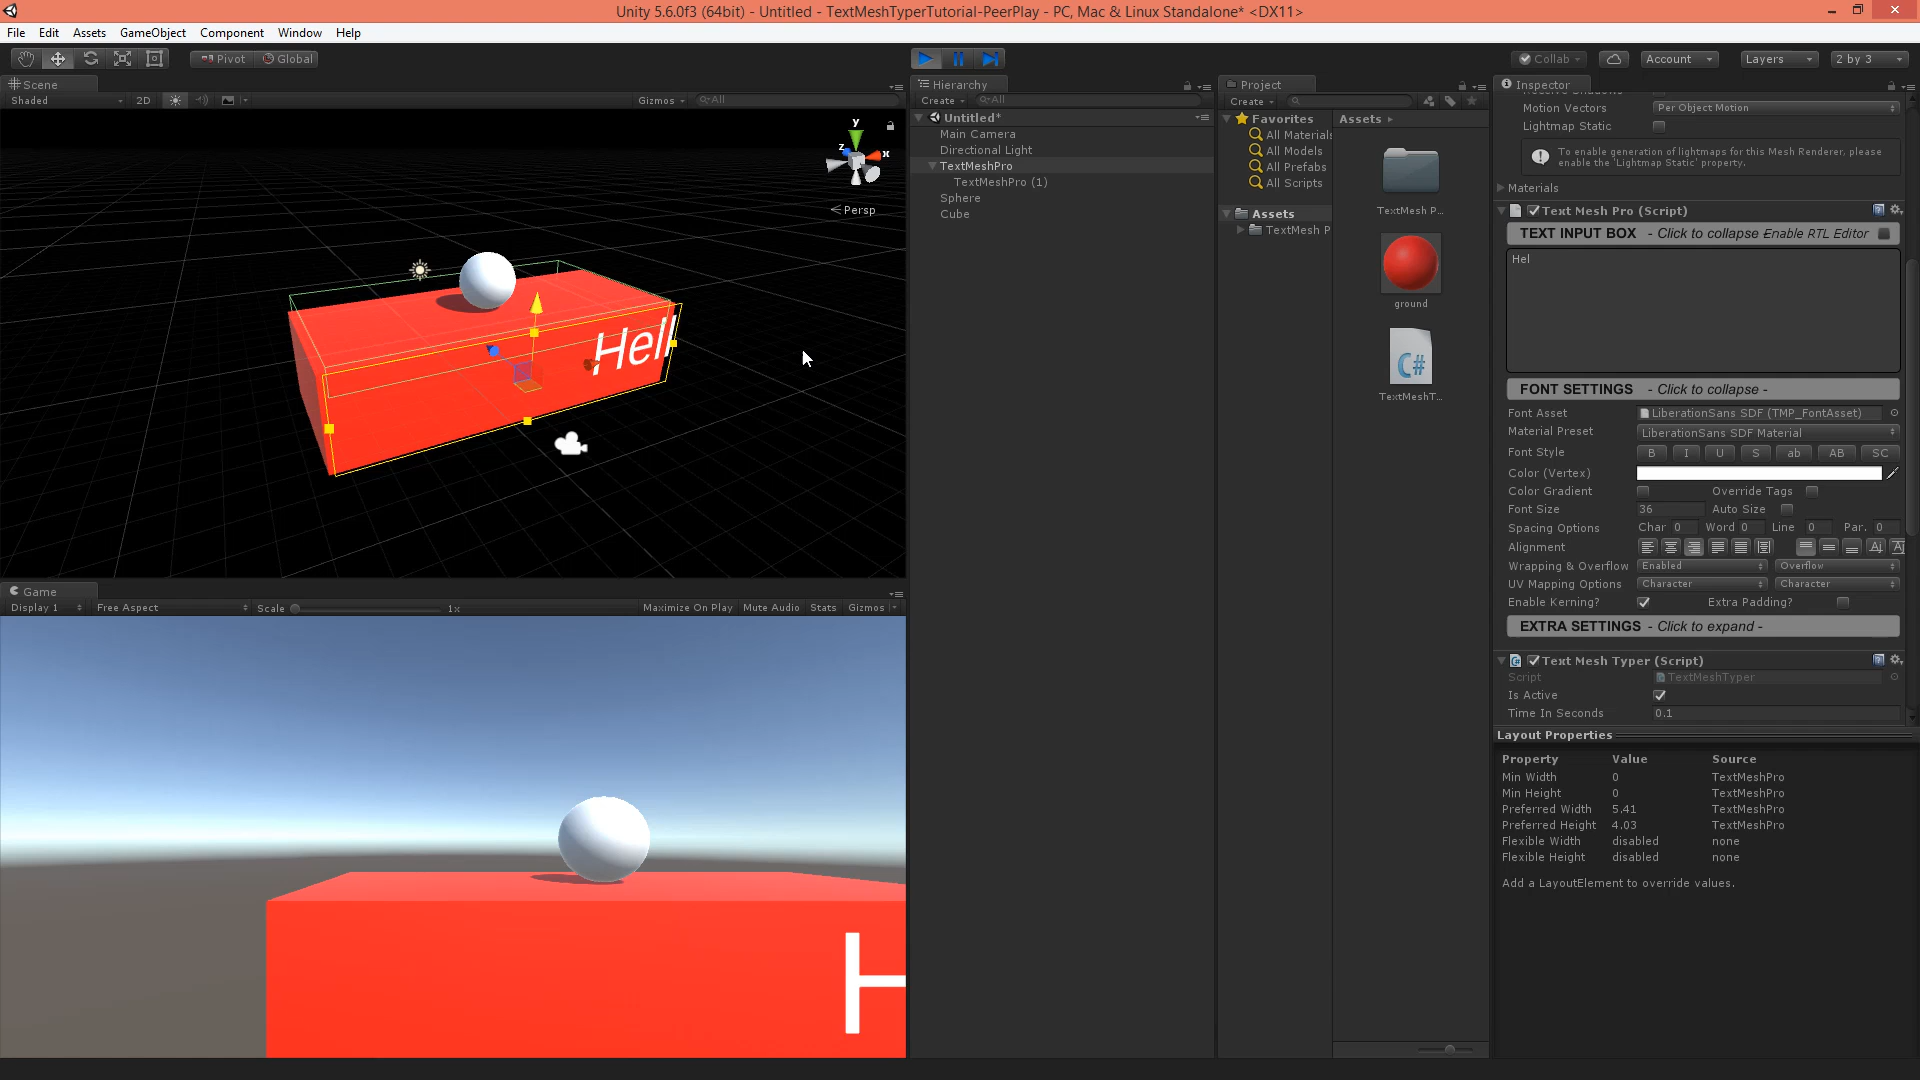 Unity 5.6.0f3 (64bit) - Untitled - TextMeshTyperTutorial-PeerPlay - PC, Mac & Linux Standalone* <DX11>
File Edit Assets GameObject Component Window Help
Pivot Global
Collab Account Layers 2 by 3
Scene
Shaded 2D Gizmos All
y
z x
Persp
Hell
Game
Display 1 Free Aspect Scale 1x Maximize On Play Mute Audio Stats Gizmos
H
Hierarchy
Create All
Untitled*
Main Camera
Directional Light
TextMeshPro
TextMeshPro (1)
Sphere
Cube
Project
Create
Favorites
All Materials
All Models
All Prefabs
All Scripts
Assets
TextMesh P
Assets
TextMesh P...
ground
C#
TextMeshT...
Inspector
Motion Vectors Per Object Motion
Lightmap Static
To enable generation of lightmaps for this Mesh Renderer, please
enable the 'Lightmap Static' property.
Materials
Text Mesh Pro (Script)
TEXT INPUT BOX - Click to collapse - Enable RTL Editor
Hel
FONT SETTINGS - Click to collapse -
Font Asset LiberationSans SDF (TMP_FontAsset)
Material Preset LiberationSans SDF Material
Font Style B I U S ab AB SC
Color (Vertex)
Color Gradient Override Tags
Font Size 36 Auto Size
Spacing Options Char 0 Word 0 Line 0 Par. 0
Alignment
Wrapping & Overflow Enabled Overflow
UV Mapping Options Character Character
Enable Kerning? Extra Padding?
EXTRA SETTINGS - Click to expand -
Text Mesh Typer (Script)
Script TextMeshTyper
Is Active
Time In Seconds 0.1
Layout Properties
Property Value Source
Min Width 0 TextMeshPro
Min Height 0 TextMeshPro
Preferred Width 5.41 TextMeshPro
Preferred Height 4.03 TextMeshPro
Flexible Width disabled none
Flexible Height disabled none
Add a LayoutElement to override values.